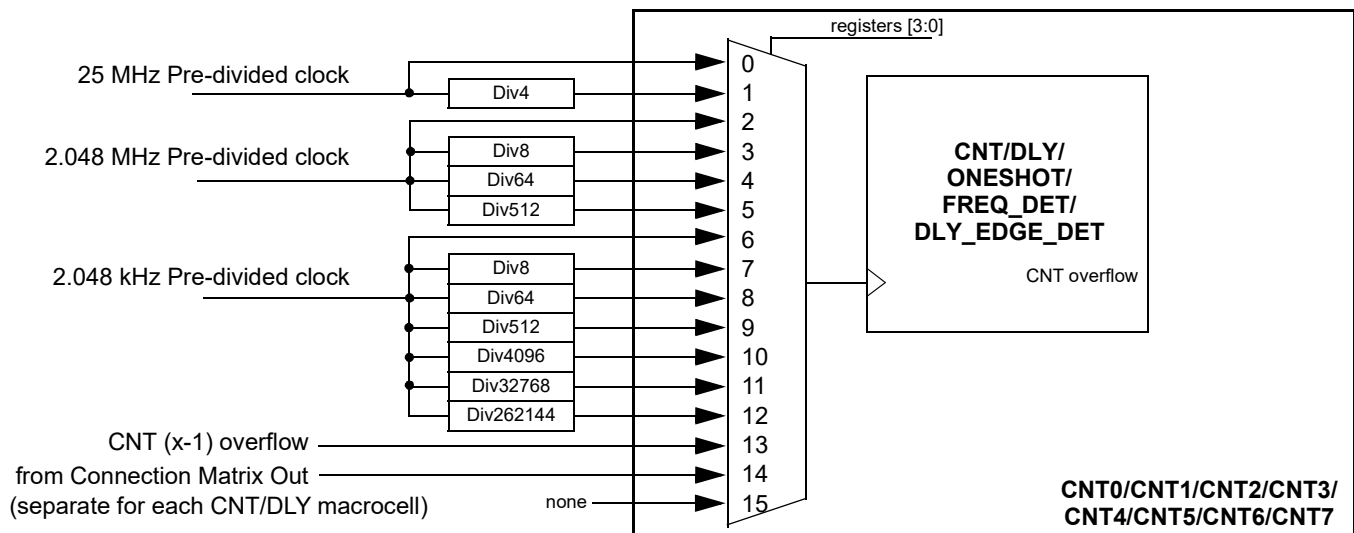 registers [3:0]
25 MHz Pre-divided clock
Div4
2.048 MHz Pre-divided clock
Div8
Div64
Div512
2.048 kHz Pre-divided clock
Div8
Div64
Div512
Div4096
Div32768
Div262144
CNT (x-1) overflow
from Connection Matrix Out
(separate for each CNT/DLY macrocell)
none
0
1
2
3
4
5
6
7
8
9
10
11
12
13
14
15
CNT/DLY/
ONESHOT/
FREQ_DET/
DLY_EDGE_DET
CNT overflow
CNT0/CNT1/CNT2/CNT3/
CNT4/CNT5/CNT6/CNT7